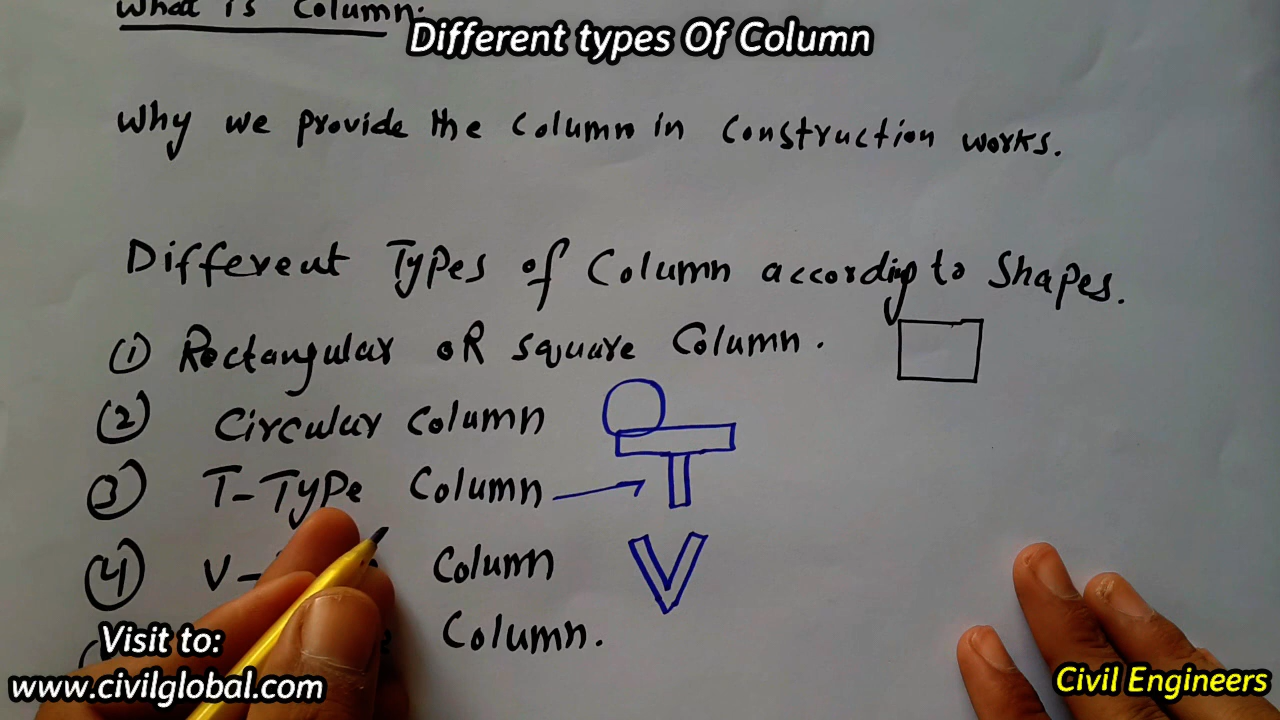 What is Column.
Different types Of Column
Why we provide the Column in Construction works.
Different Types of Column according to Shapes.
(1) Rectangular oR square Column.
(2) Circular Column
(3) T-Type Column
(4) V- Column
Column.
Visit to:
www.civilglobal.com
Civil Engineers